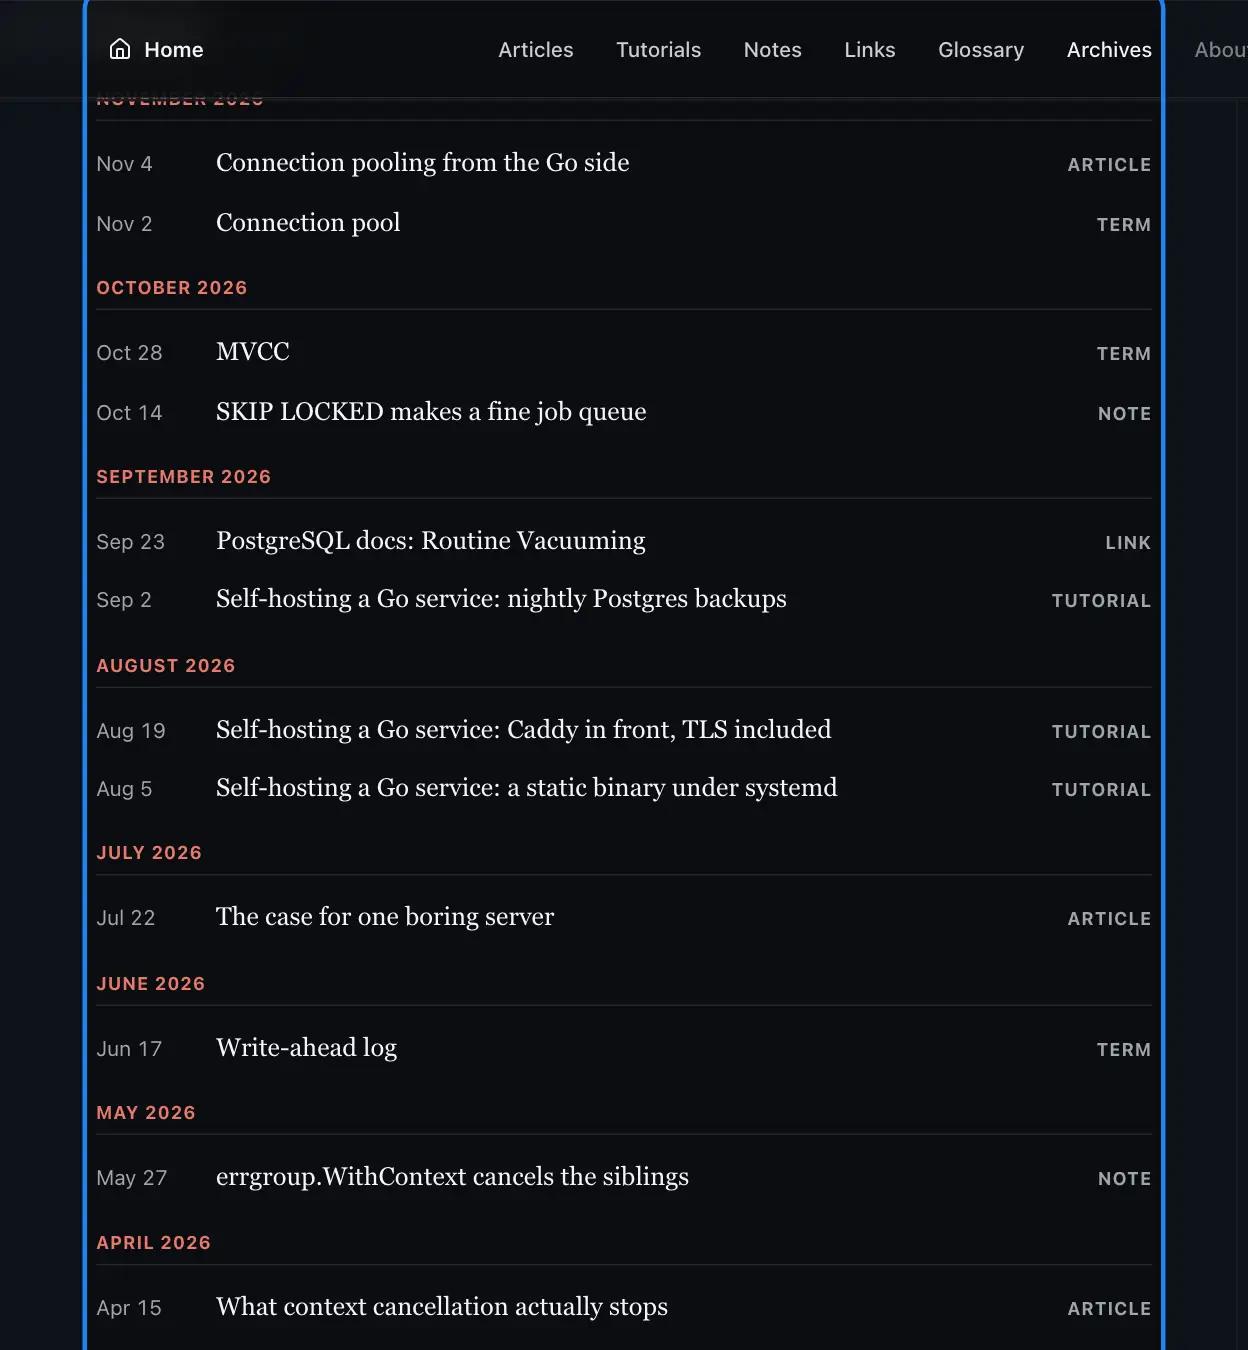 Home Articles Tutorials Notes Links Glossary Archives Abou
NOVEMBER 2026
Nov 4 Connection pooling from the Go side ARTICLE
Nov 2 Connection pool TERM
OCTOBER 2026
Oct 28 MVCC TERM
Oct 14 SKIP LOCKED makes a fine job queue NOTE
SEPTEMBER 2026
Sep 23 PostgreSQL docs: Routine Vacuuming LINK
Sep 2 Self-hosting a Go service: nightly Postgres backups TUTORIAL
AUGUST 2026
Aug 19 Self-hosting a Go service: Caddy in front, TLS included TUTORIAL
Aug 5 Self-hosting a Go service: a static binary under systemd TUTORIAL
JULY 2026
Jul 22 The case for one boring server ARTICLE
JUNE 2026
Jun 17 Write-ahead log TERM
MAY 2026
May 27 errgroup.WithContext cancels the siblings NOTE
APRIL 2026
Apr 15 What context cancellation actually stops ARTICLE